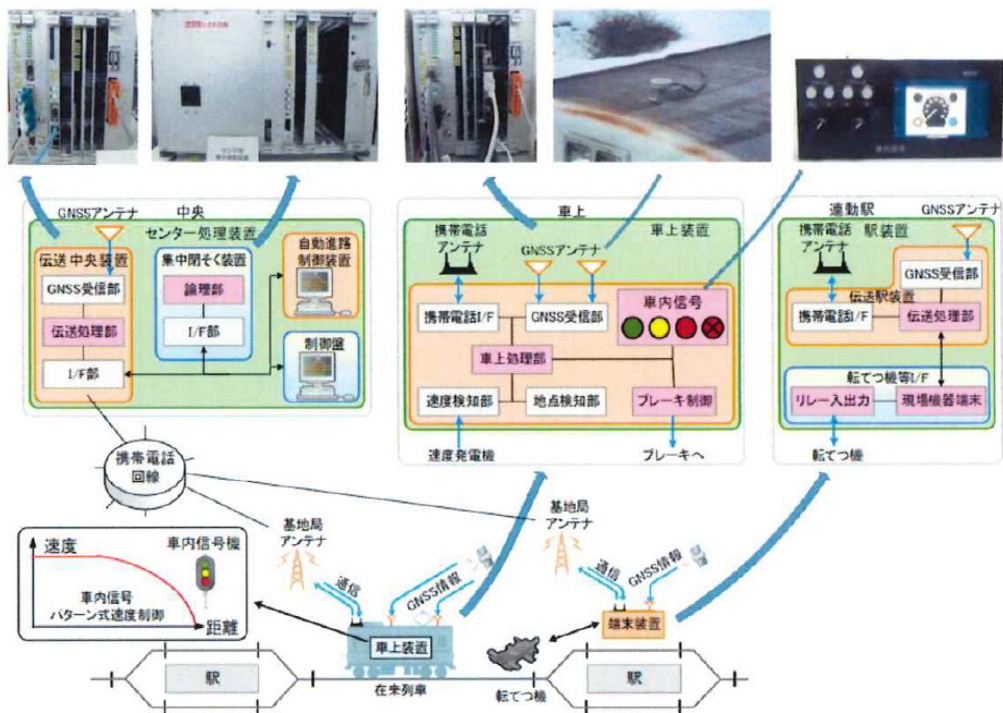 GNSSアンテナ
中央
センター処理装置
伝送中央装置
GNSS受信部
伝送処理部
I/F部
集中閉そく装置
論理部
I/F部
自動進路
制御装置
制御盤
車上
車上装置
携帯電話
アンテナ
GNSSアンテナ
携帯電話I/F
GNSS受信部
車内信号
車上処理部
速度検知部
地点検知部
ブレーキ制御
速度発電機
ブレーキへ
連動駅
駅装置
携帯電話
アンテナ
GNSSアンテナ
GNSS受信部
伝送駅装置
携帯電話I/F
伝送処理部
転てつ機等I/F
リレー入出力
現場機器端末
転てつ機
携帯電話
回線
基地局
アンテナ
通信
GNSS情報
基地局
アンテナ
通信
GNSS情報
速度
車内信号機
車内信号
パターン式速度制御
距離
車上装置
端末装置
駅
在来列車
転てつ機
駅